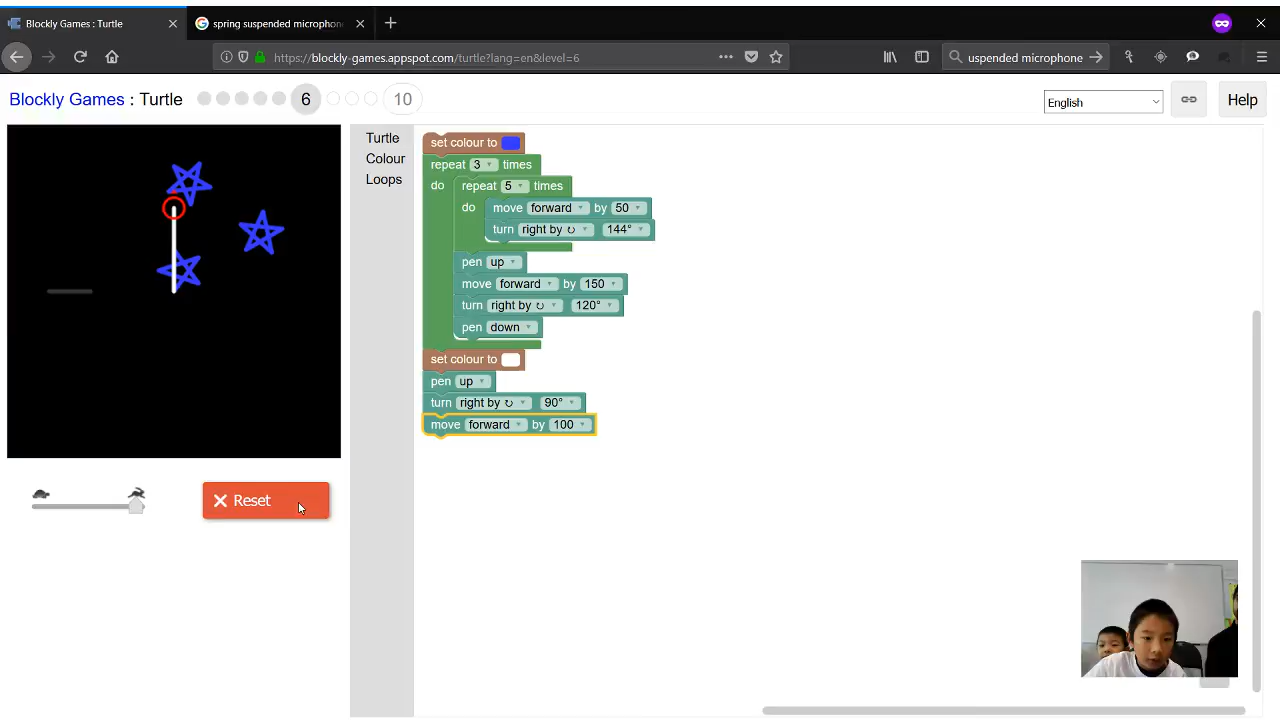 Blockly Games : Turtle
spring suspended microphon
https://blockly-games.appspot.com/turtle?lang=en&level=6
uspended microphone
Blockly Games : Turtle
6
10
English
Help
Turtle
Colour
Loops
set colour to
repeat 3 times
do repeat 5 times
do move forward by 50
turn right by ↻ 144°
pen up
move forward by 150
turn right by ↻ 120°
pen down
set colour to
pen up
turn right by ↻ 90°
move forward by 100
Reset